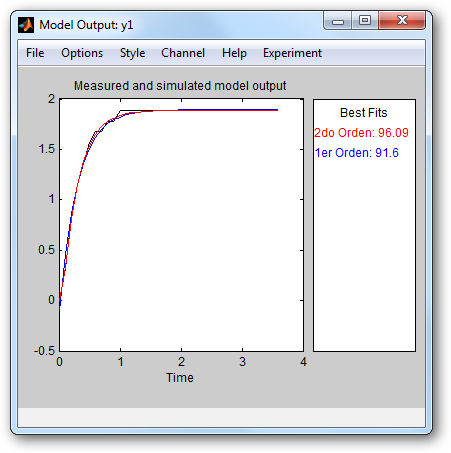 Model Output: y1
File Options Style Channel Help Experiment
Measured and simulated model output
2
1.5
1
0.5
0
-0.5
0 1 2 3 4
Time
Best Fits
2do Orden: 96.09
1er Orden: 91.6